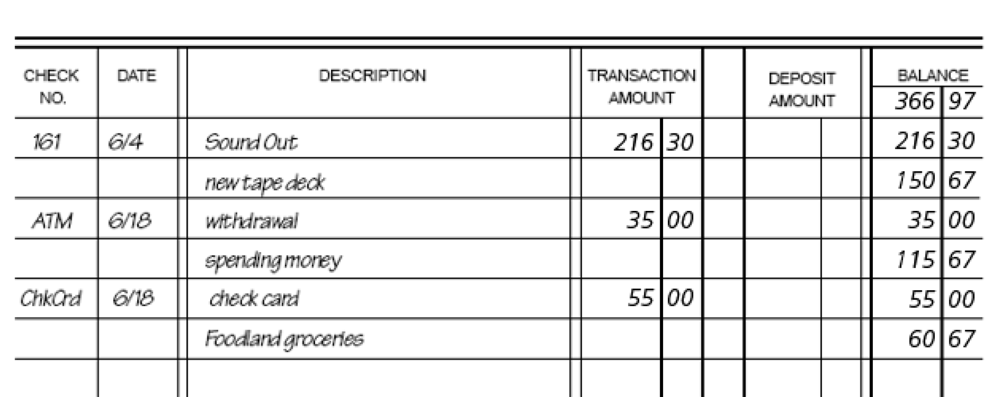 CHECK NO. DATE DESCRIPTION TRANSACTION AMOUNT DEPOSIT AMOUNT BALANCE
366 97
161 6/4 Sound Out 216 30 216 30
new tape deck 150 67
ATM 6/18 withdrawal 35 00 35 00
spending money 115 67
ChkCrd 6/18 check card 55 00 55 00
Foodland groceries 60 67